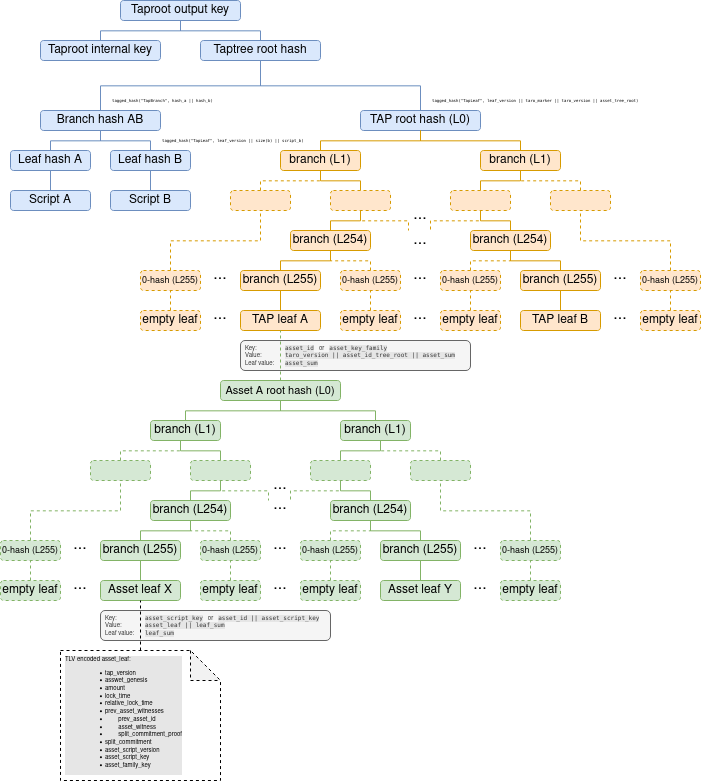 Taproot output key
Taproot internal key
Taptree root hash
tagged_hash("TapBranch", hash_a || hash_b)
tagged_hash("Tapleaf", leaf_version || taro_marker || taro_version || asset_tree_root)
Branch hash AB
TAP root hash (L0)
tagged_hash("Tapleaf", leaf_version || size(b) || script_b)
Leaf hash A
Leaf hash B
branch (L1)
branch (L1)
Script A
Script B
...
branch (L254)
...
branch (L254)
0-hash (L255)
...
branch (L255)
0-hash (L255)
...
0-hash (L255)
branch (L255)
...
0-hash (L255)
empty leaf
...
TAP leaf A
empty leaf
...
empty leaf
TAP leaf B
...
empty leaf
Key: asset_id or asset_key_family
Value: taro_version || asset_id_tree_root || asset_sum
Leaf value: asset_sum
Asset A root hash (L0)
branch (L1)
branch (L1)
...
branch (L254)
...
branch (L254)
0-hash (L255)
...
branch (L255)
0-hash (L255)
...
0-hash (L255)
branch (L255)
...
0-hash (L255)
empty leaf
...
Asset leaf X
empty leaf
...
empty leaf
Asset leaf Y
...
empty leaf
Key: asset_script_key or asset_id || asset_script_key
Value: asset_leaf || leaf_sum
Leaf value: leaf_sum
TLV encoded asset_leaf:
• tap_version
• asswet_genesis
• amount
• lock_time
• relative_lock_time
• prev_asset_witnesses
• prev_asset_id
• asset_witness
• split_commitment_proof
• split_commitment
• asset_script_version
• asset_script_key
• asset_family_key